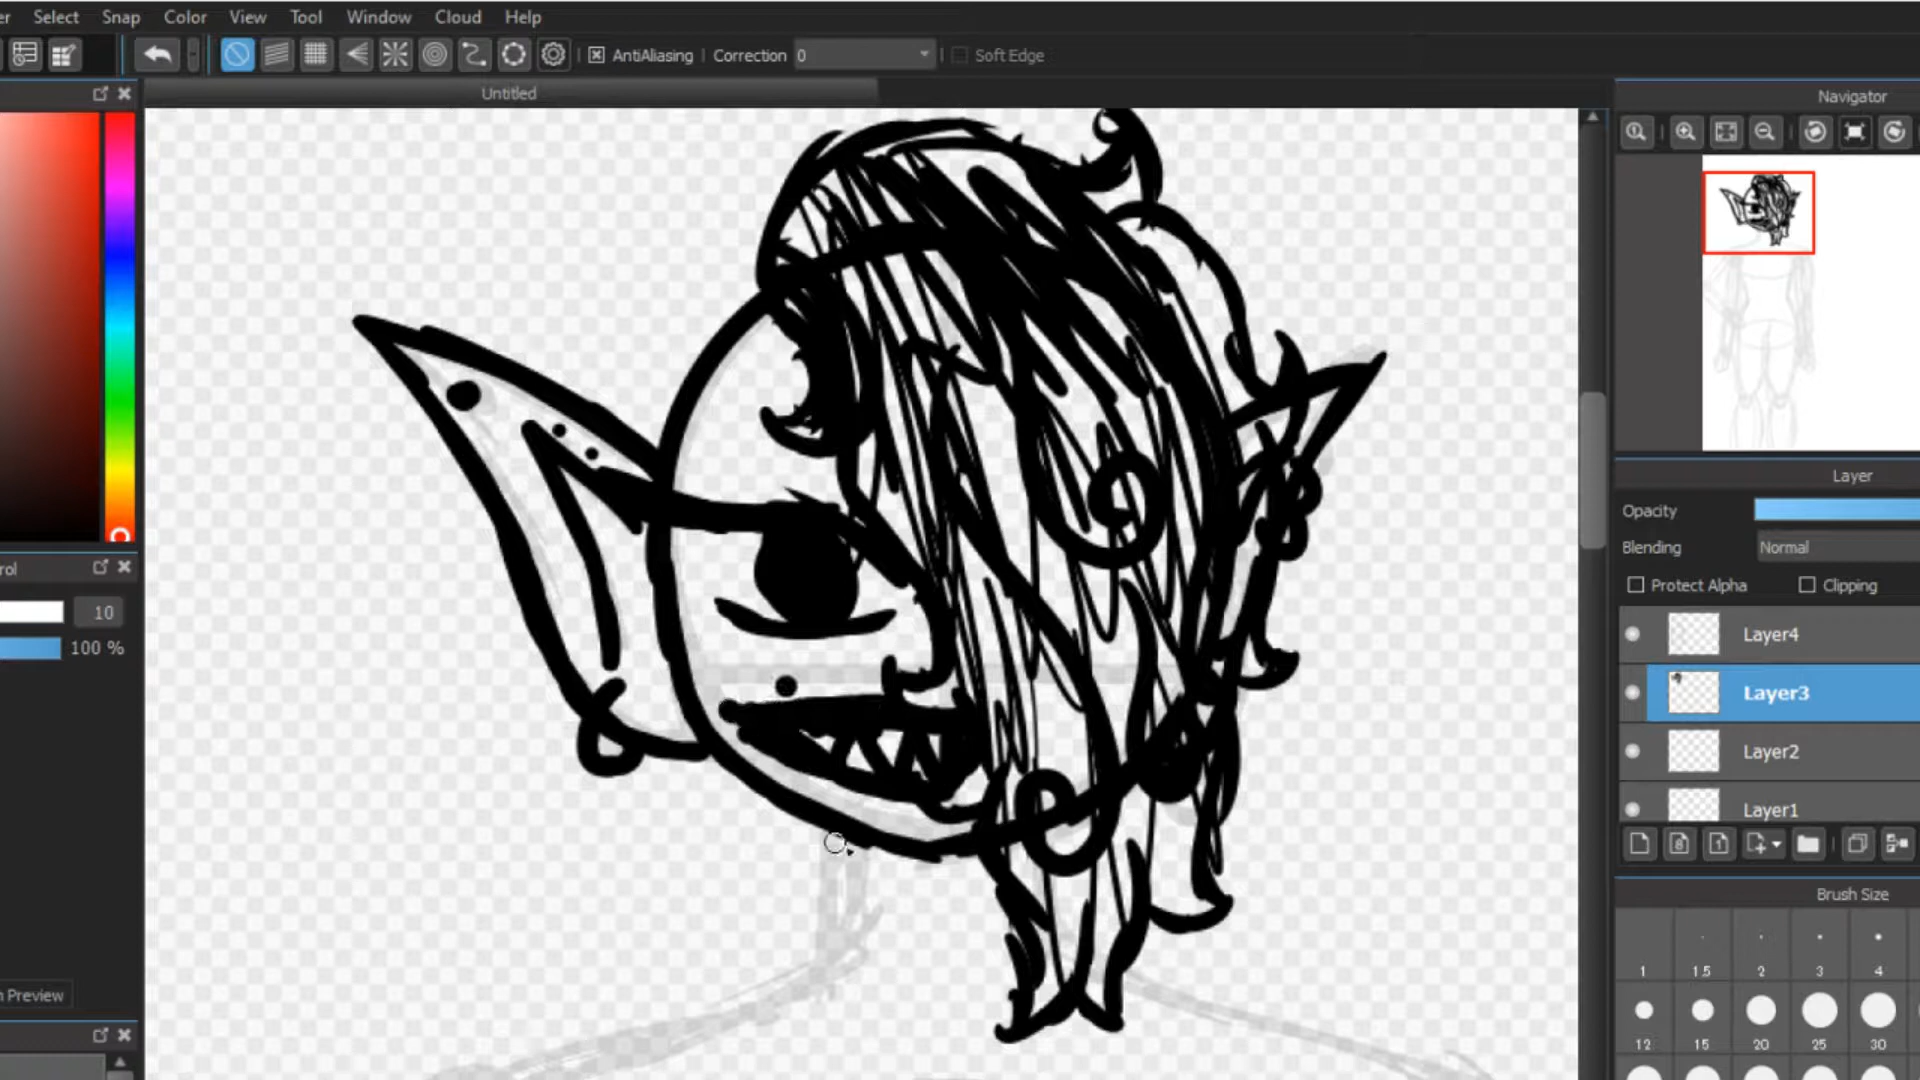 er Select Snap Color View Tool Window Cloud Help
AntiAliasing Correction 0 Soft Edge
Untitled
Navigator
Layer
Opacity
Blending Normal
Protect Alpha Clipping
rol
10
100 %
Layer4
Layer3
Layer2
Layer1
Brush Size
1 1.5 2 3 4
n Preview
12 15 20 25 30